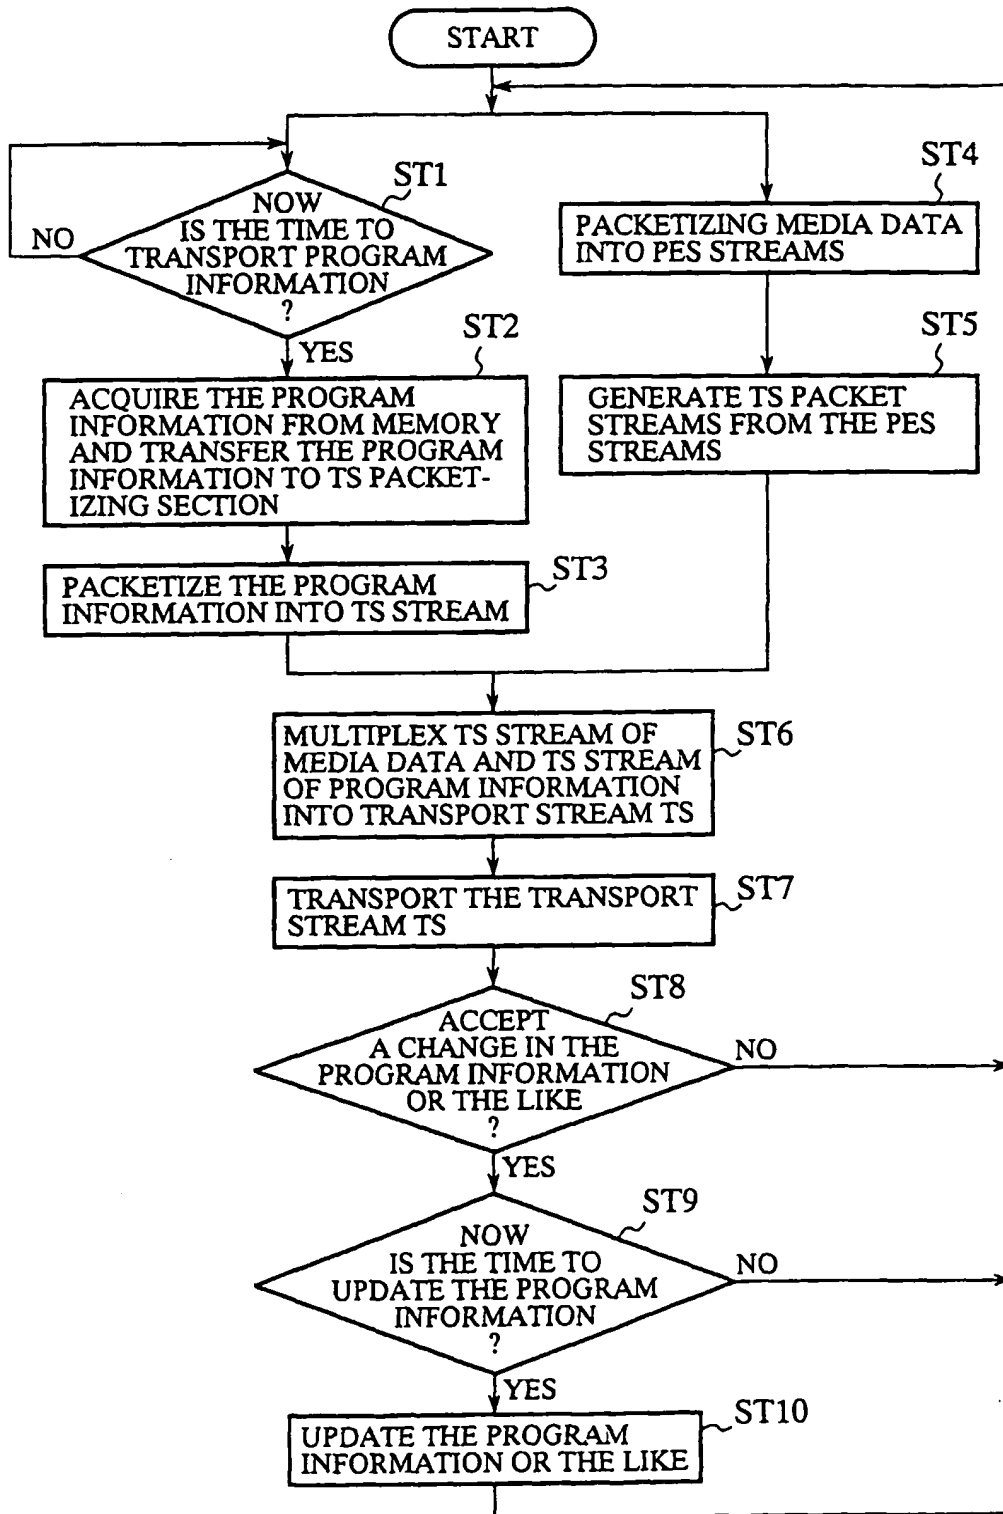 START
ST1
NOW
IS THE TIME TO
TRANSPORT PROGRAM
INFORMATION
?
NO
YES
ST2
ACQUIRE THE PROGRAM
INFORMATION FROM MEMORY
AND TRANSFER THE PROGRAM
INFORMATION TO TS PACKET-
IZING SECTION
ST3
PACKETIZE THE PROGRAM
INFORMATION INTO TS STREAM
ST4
PACKETIZING MEDIA DATA
INTO PES STREAMS
ST5
GENERATE TS PACKET
STREAMS FROM THE PES
STREAMS
ST6
MULTIPLEX TS STREAM OF
MEDIA DATA AND TS STREAM
OF PROGRAM INFORMATION
INTO TRANSPORT STREAM TS
ST7
TRANSPORT THE TRANSPORT
STREAM TS
ST8
ACCEPT
A CHANGE IN THE
PROGRAM INFORMATION
OR THE LIKE
?
NO
YES
ST9
NOW
IS THE TIME TO
UPDATE THE PROGRAM
INFORMATION
?
NO
YES
ST10
UPDATE THE PROGRAM
INFORMATION OR THE LIKE